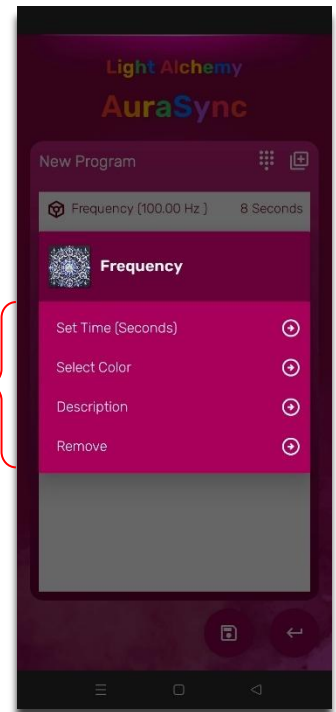 Light Alchemy
AuraSync
New Program
Frequency (100.00 Hz ) 8 Seconds
Frequency
Set Time (Seconds)
Select Color
Description
Remove